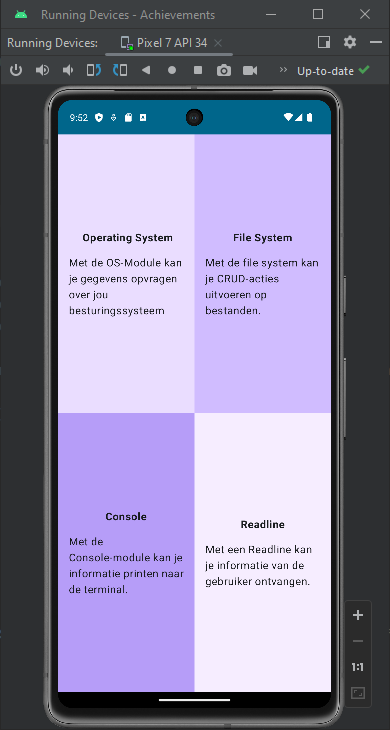 Running Devices - Achievements
Running Devices:
Pixel 7 API 34
Up-to-date
9:52
Operating System
Met de OS-Module kan
je gegevens opvragen
over jou
besturingssysteem
File System
Met de file system kan
je CRUD-acties
uitvoeren op
bestanden.
Console
Met de
Console-module kan je
informatie printen naar
de terminal.
Readline
Met een Readline kan
je informatie van de
gebruiker ontvangen.
1:1